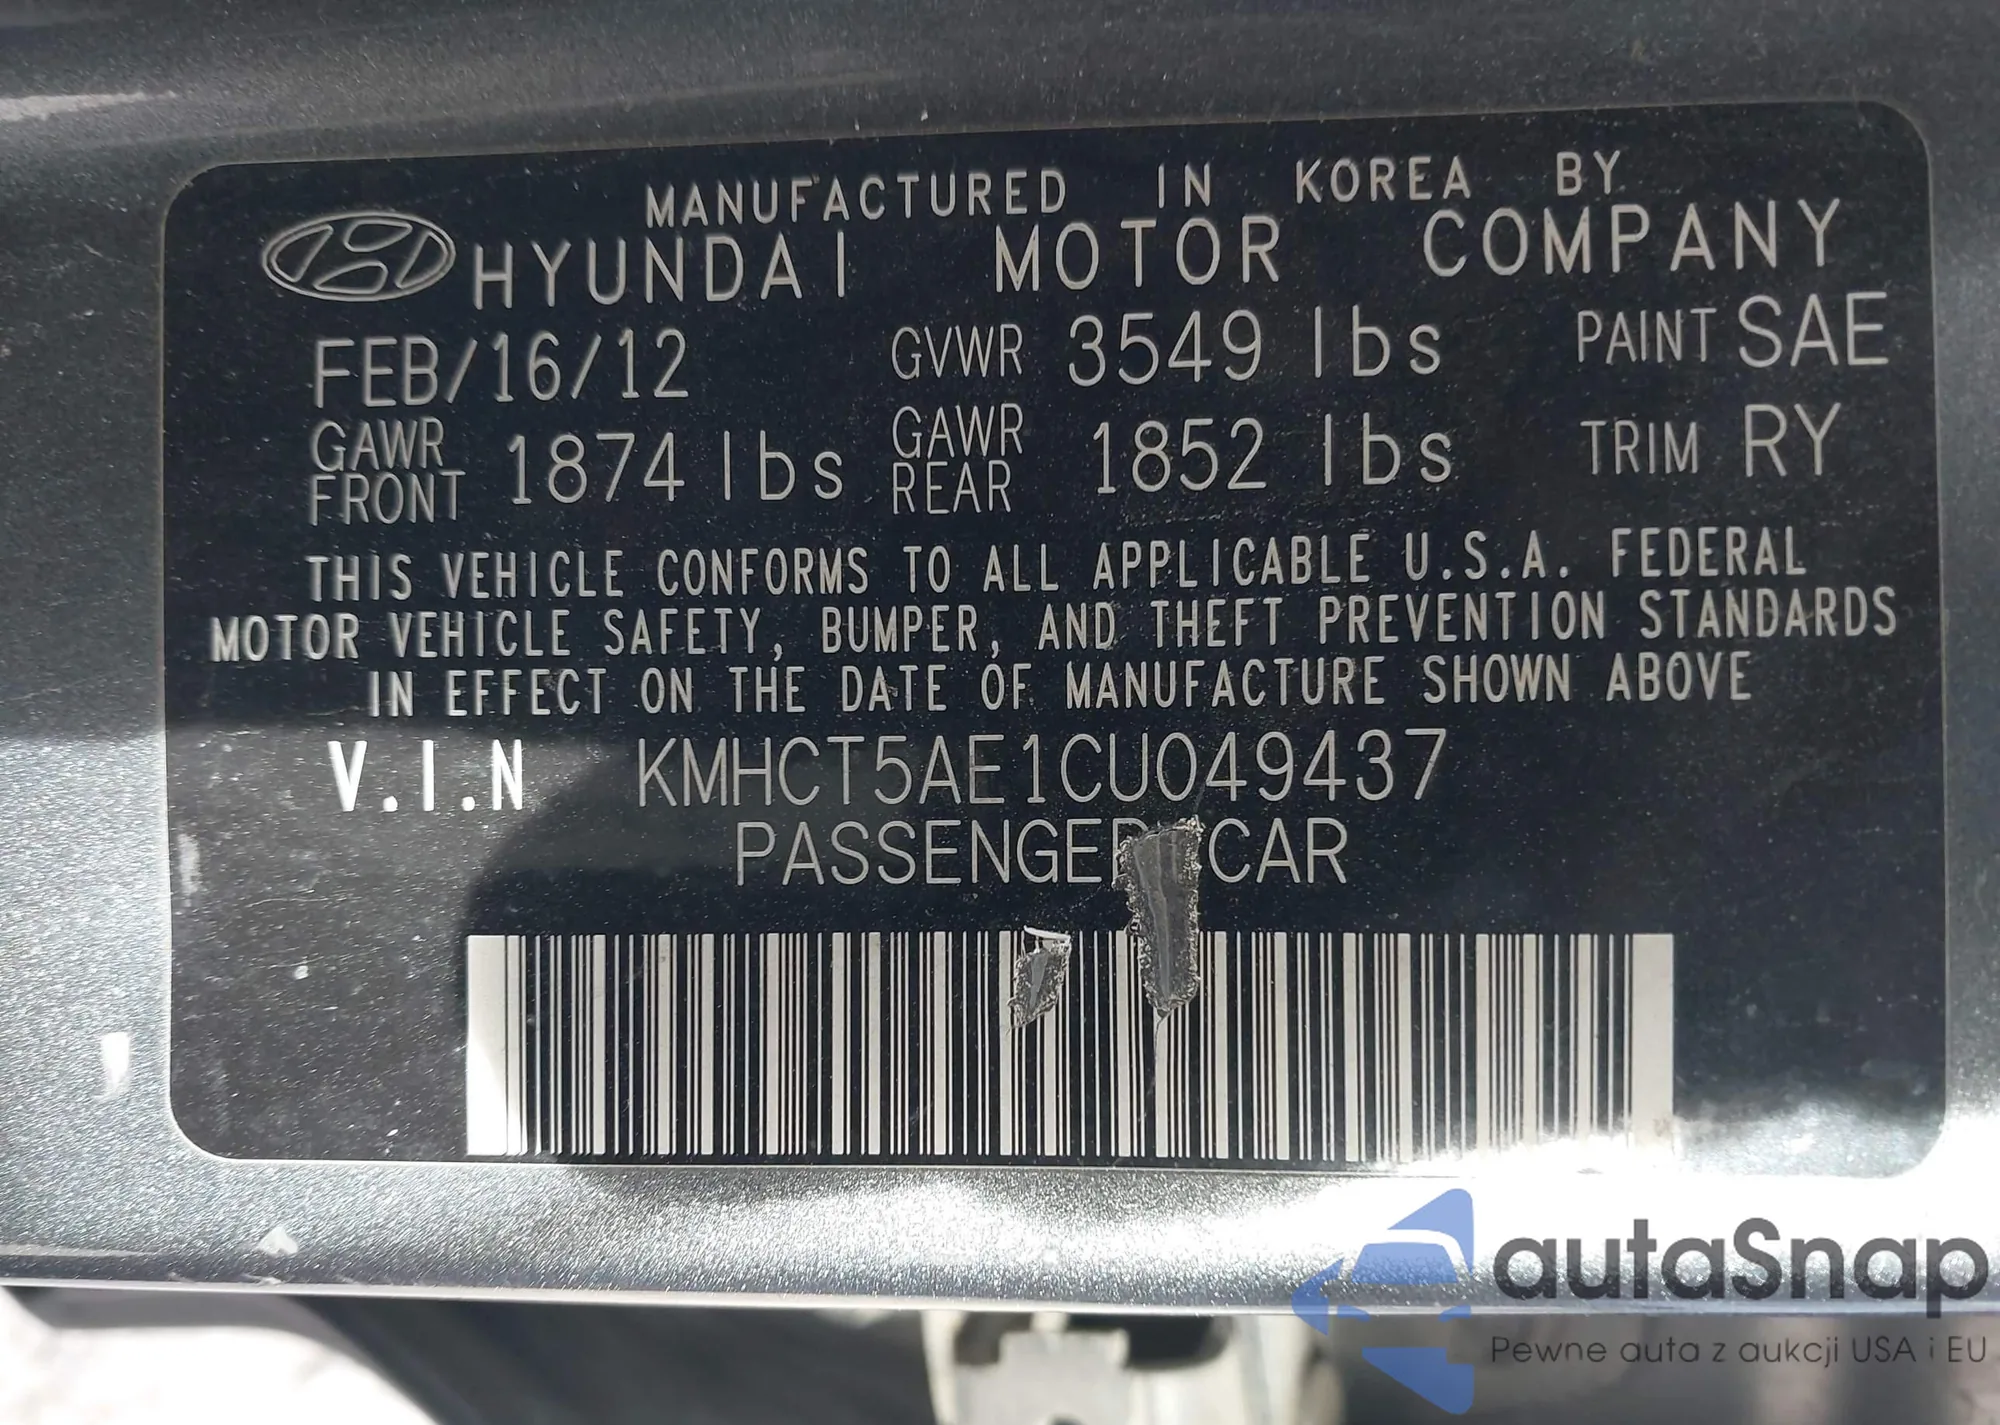 MANUFACTURED IN KOREA BY
HYUNDAI MOTOR COMPANY
FEB/16/12 GVWR 3549 lbs PAINT SAE
GAWR FRONT 1874 lbs GAWR REAR 1852 lbs TRIM RY
THIS VEHICLE CONFORMS TO ALL APPLICABLE U.S.A. FEDERAL
MOTOR VEHICLE SAFETY, BUMPER, AND THEFT PREVENTION STANDARDS
IN EFFECT ON THE DATE OF MANUFACTURE SHOWN ABOVE
V.I.N KMHCT5AE1CU049437
PASSENGER CAR
autaSnap
Pewne auta z aukcji USA i EU